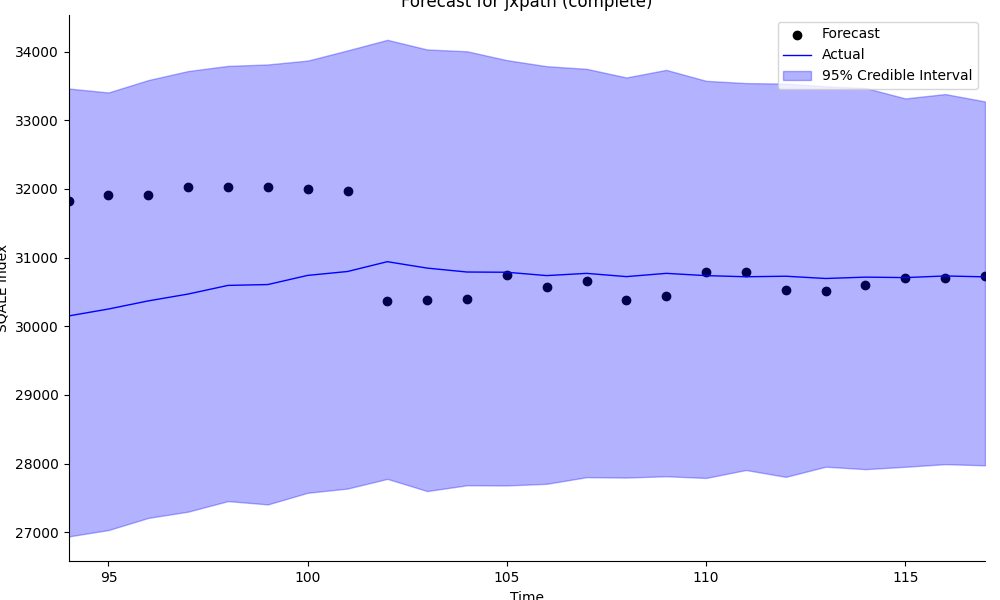 Forecast for jxpath (complete)
Forecast
Actual
95% Credible Interval
34000
33000
32000
31000
30000
29000
28000
27000
SQALE Index
95
100
105
110
115
Time